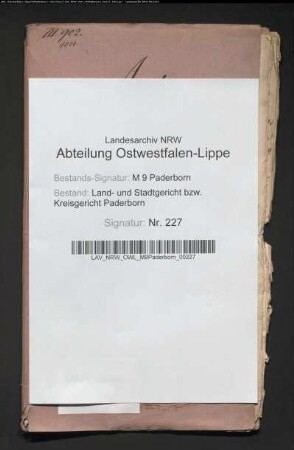 Landesarchiv NRW
Abteilung Ostwestfalen-Lippe
Bestands-Signatur: M 9 Paderborn
Bestand: Land- und Stadtgericht bzw.
Kreisgericht Paderborn
Signatur: Nr. 227
LAV_NRW_OWL_M9Paderborn_00227